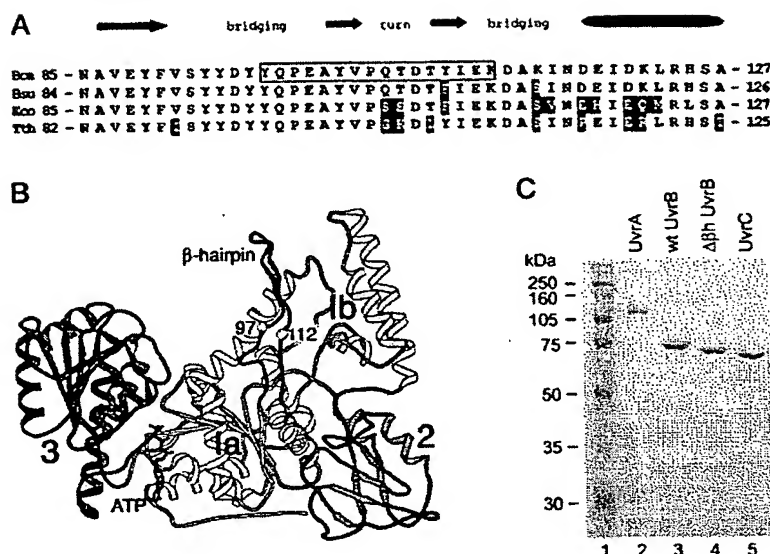 A
bridging turn bridging
Bca 85 - N A V E Y F V S Y Y D Y Y Q P E A Y V P Q T D T Y I E K D A K I N D E I D K L R H S A - 127
Bsu 84 - N A V E Y F V S Y Y D Y Y Q P E A Y V P Q T D T F I E K D A S I N D E I D K L R H S A - 126
Eco 85 - N A V E Y F V S Y Y D Y Y Q P E A Y V P S S D T F I E K D A S V N E H I E Q M R L S A - 127
Tth 82 - N A V E Y F S Y Y D Y Y Q P E A Y V P K D Y I E K D A S I N E I E R L R H S - 125
B
β-hairpin
Ib
97
112
3
Ia
2
ATP
C
UvrA
wt UvrB
Δβh UvrB
UvrC
kDa
250
160
105
75
50
35
30
1 2 3 4 5